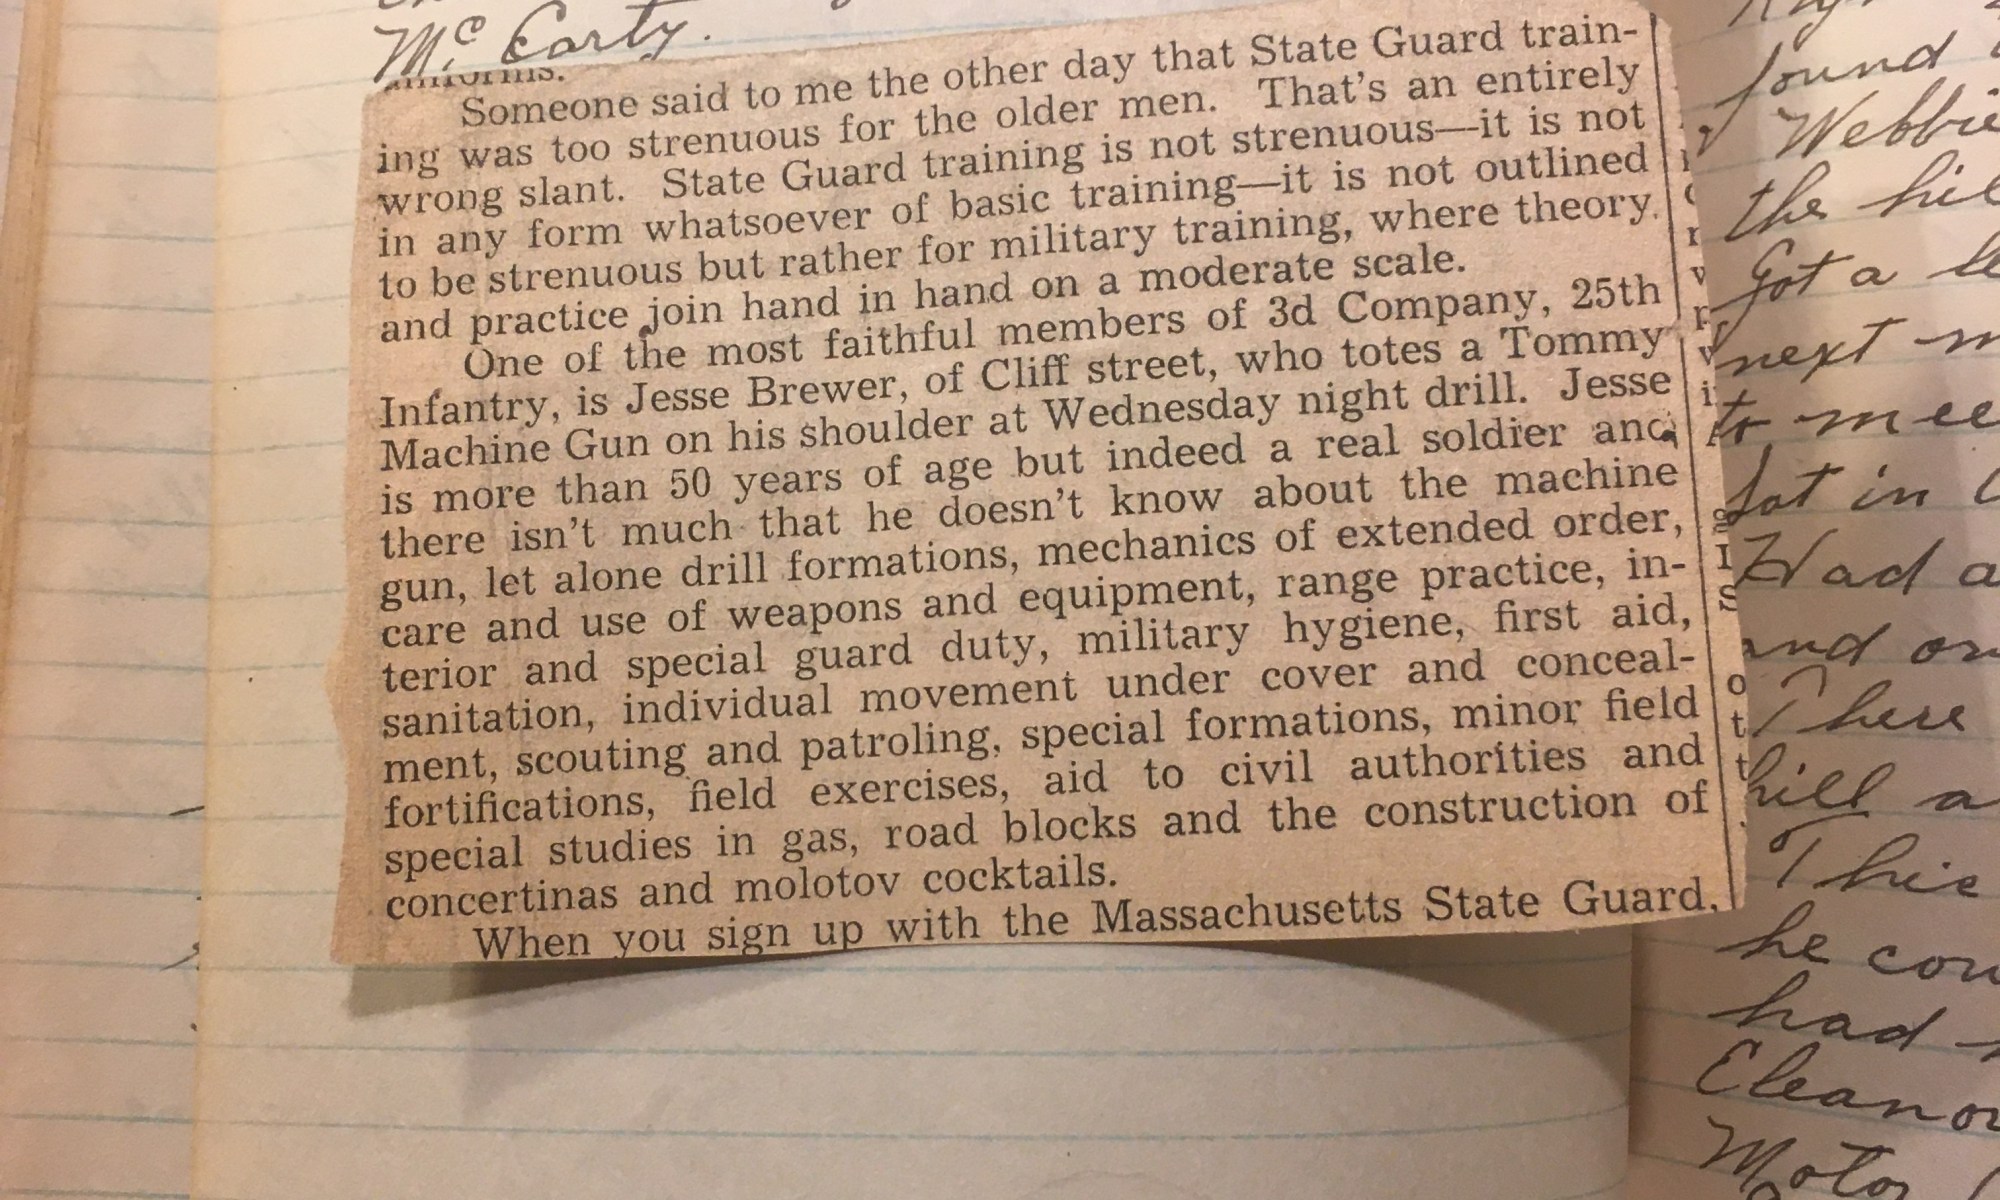 Mc Carty.
uniforms.
Someone said to me the other day that State Guard train-
ing was too strenuous for the older men. That's an entirely
wrong slant. State Guard training is not strenuous—it is not
in any form whatsoever of basic training—it is not outlined
to be strenuous but rather for military training, where theory
and practice join hand in hand on a moderate scale.
One of the most faithful members of 3d Company, 25th
Infantry, is Jesse Brewer, of Cliff street, who totes a Tommy
Machine Gun on his shoulder at Wednesday night drill. Jesse
is more than 50 years of age but indeed a real soldier and
there isn't much that he doesn't know about the machine
gun, let alone drill formations, mechanics of extended order,
care and use of weapons and equipment, range practice, in-
terior and special guard duty, military hygiene, first aid,
sanitation, individual movement under cover and conceal-
ment, scouting and patroling, special formations, minor field
fortifications, field exercises, aid to civil authorities and
special studies in gas, road blocks and the construction of
concertinas and molotov cocktails.
When you sign up with the Massachusetts State Guard,
found
Webbie
the hil
Got a le
next m
to mee
lot in
Had a
and on
There
hill a
This
he cou
had
Eleanor
Motor